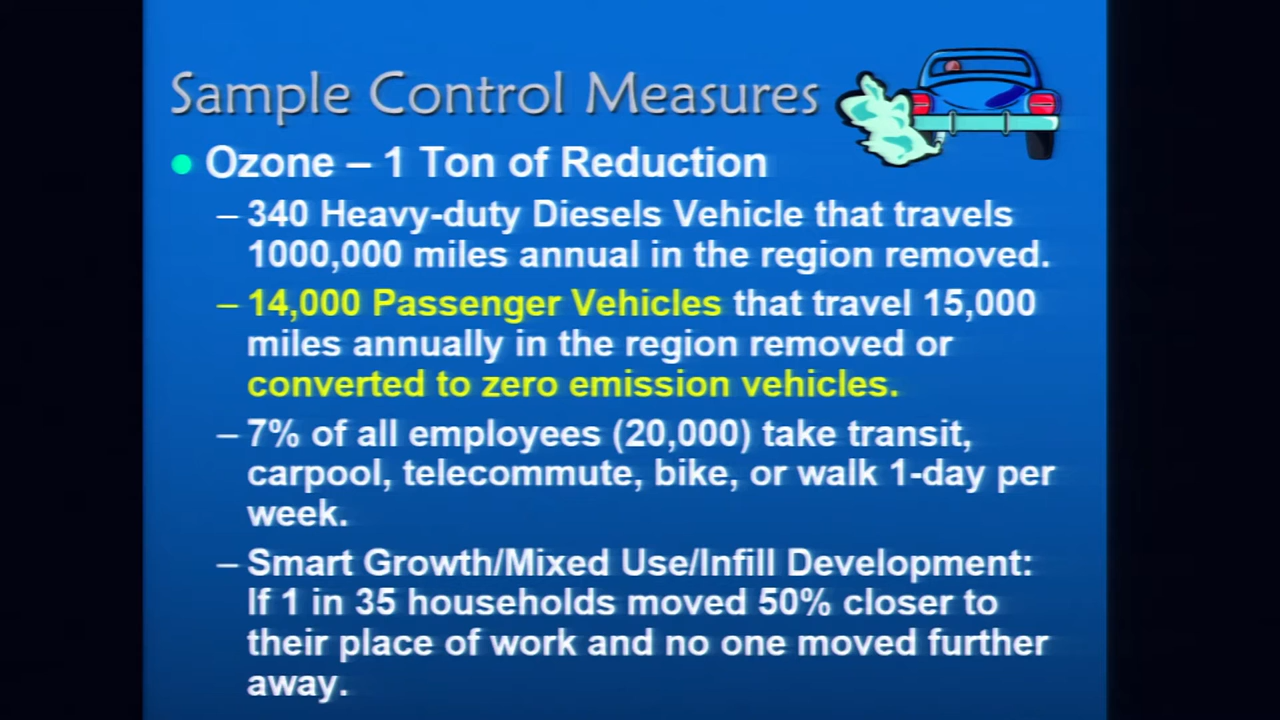 Sample Control Measures
Ozone – 1 Ton of Reduction
– 340 Heavy-duty Diesels Vehicle that travels
1000,000 miles annual in the region removed.
– 14,000 Passenger Vehicles that travel 15,000
miles annually in the region removed or
converted to zero emission vehicles.
– 7% of all employees (20,000) take transit,
carpool, telecommute, bike, or walk 1-day per
week.
– Smart Growth/Mixed Use/Infill Development:
If 1 in 35 households moved 50% closer to
their place of work and no one moved further
away.